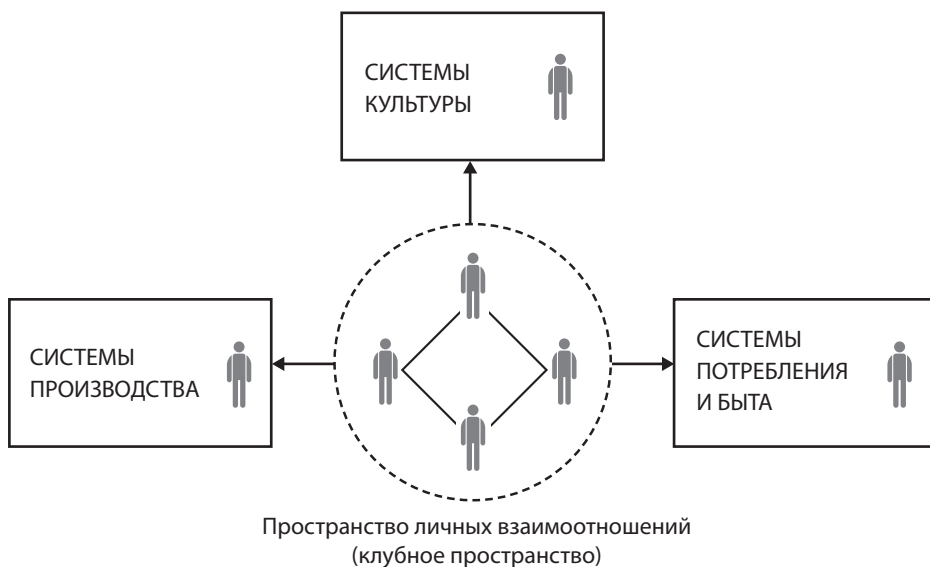 СИСТЕМЫ
КУЛЬТУРЫ
СИСТЕМЫ
ПРОИЗВОДСТВА
СИСТЕМЫ
ПОТРЕБЛЕНИЯ
И БЫТА
Пространство личных взаимоотношений
(клубное пространство)